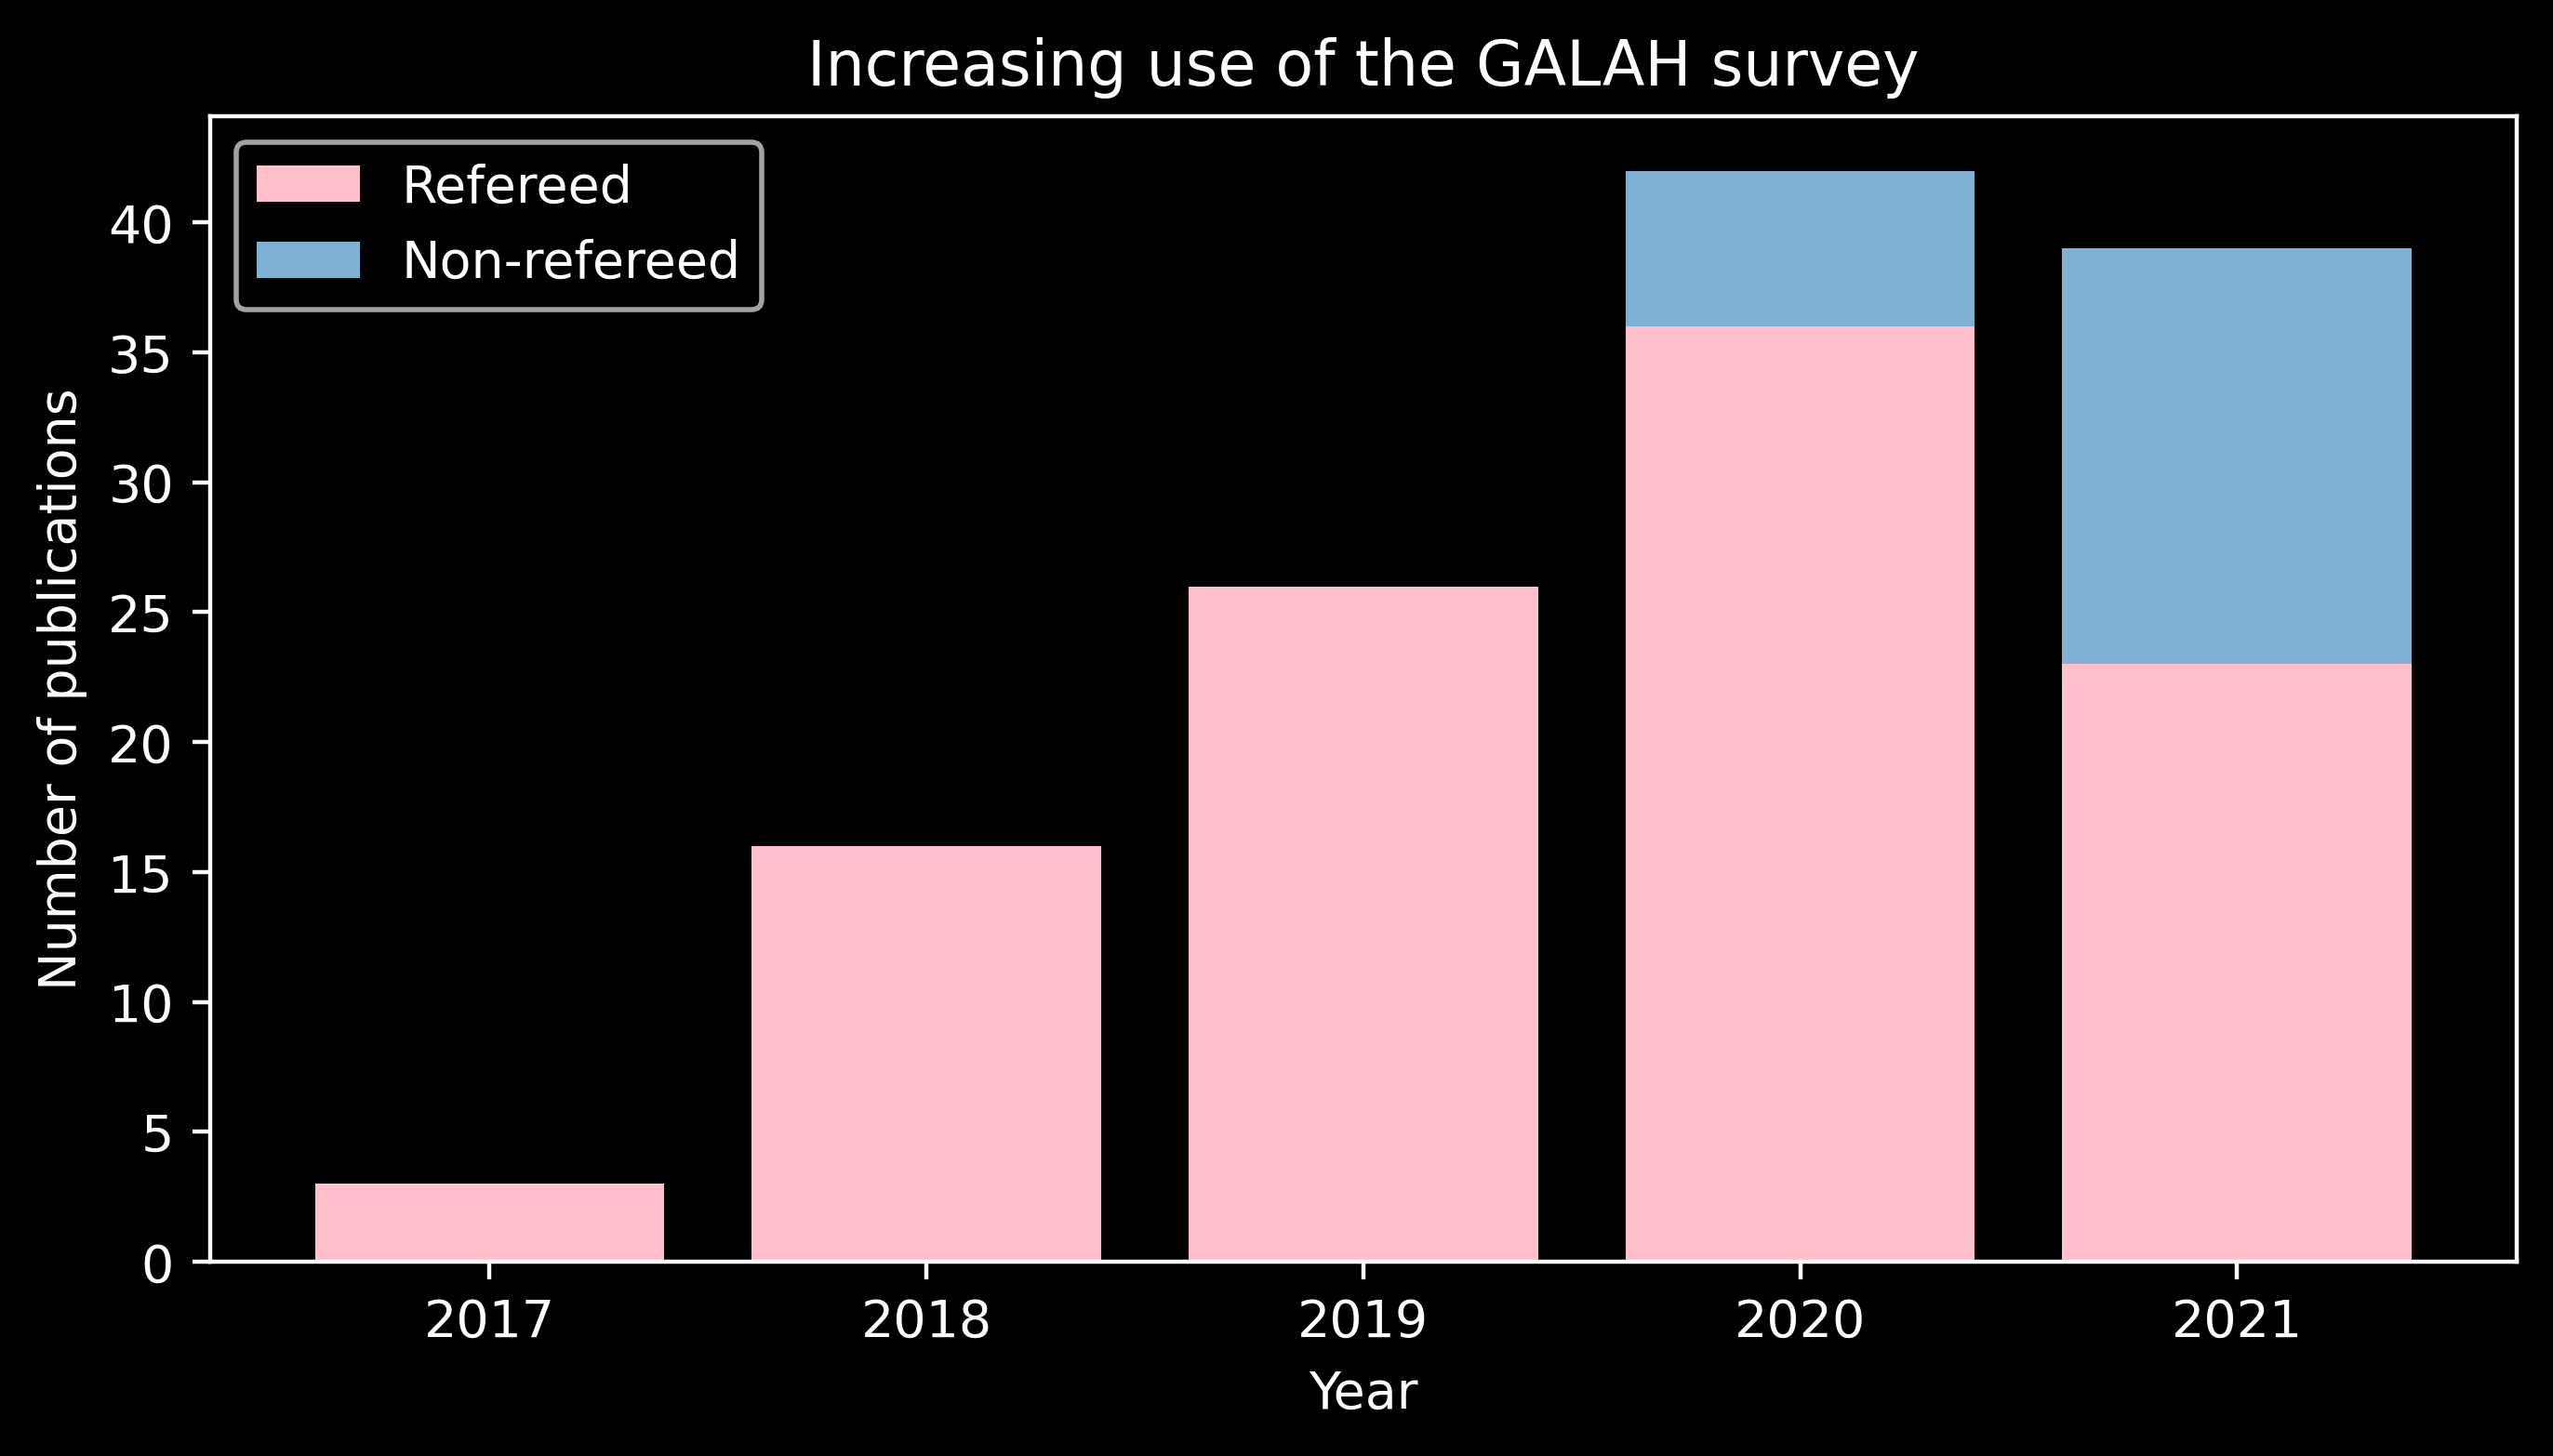 Increasing use of the GALAH survey
Refereed
Non-refereed
Number of publications
40
35
30
25
20
15
10
5
0
2017 2018 2019 2020 2021
Year